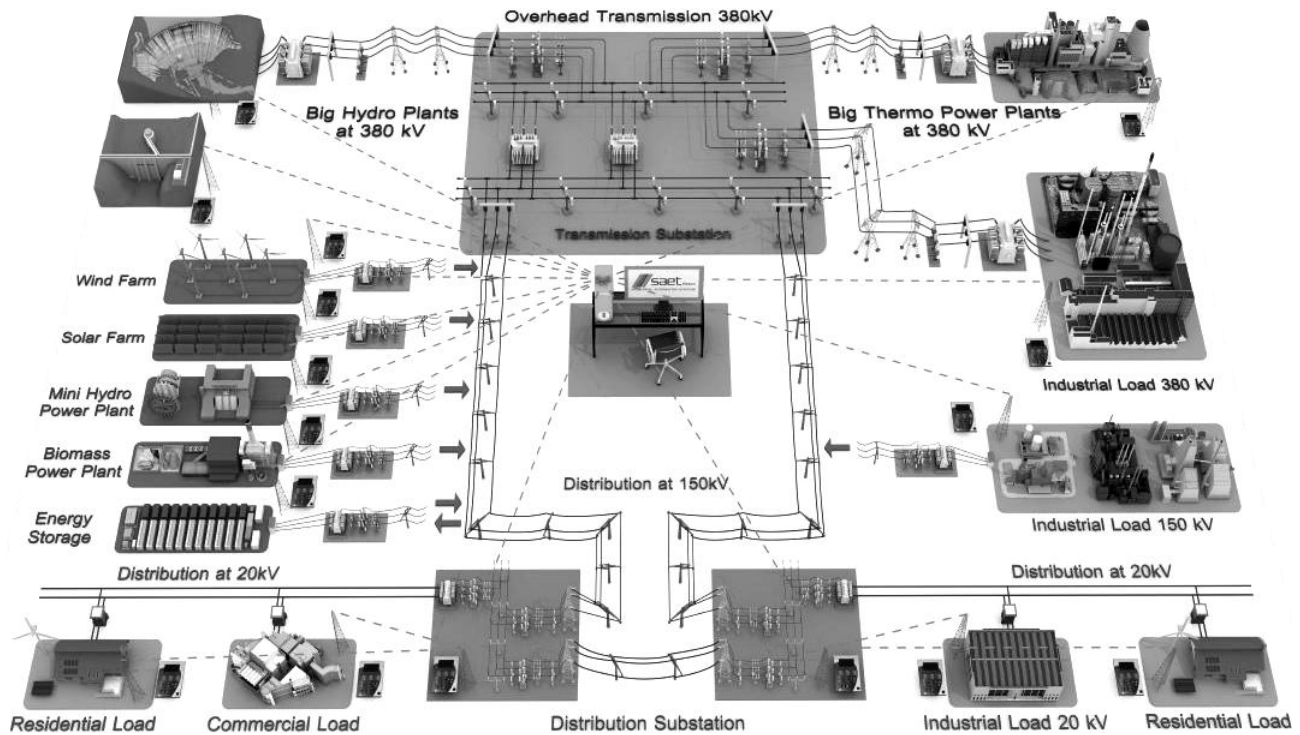 Overhead Transmission 380kV
Big Hydro Plants
at 380 kV
Big Thermo Power Plants
at 380 kV
Transmission Substation
saet
Wind Farm
Solar Farm
Mini Hydro
Power Plant
Biomass
Power Plant
Energy
Storage
Industrial Load 380 kV
Distribution at 150kV
Industrial Load 150 kV
Distribution at 20kV
Distribution at 20kV
Residential Load
Commercial Load
Distribution Substation
Industrial Load 20 kV
Residential Load